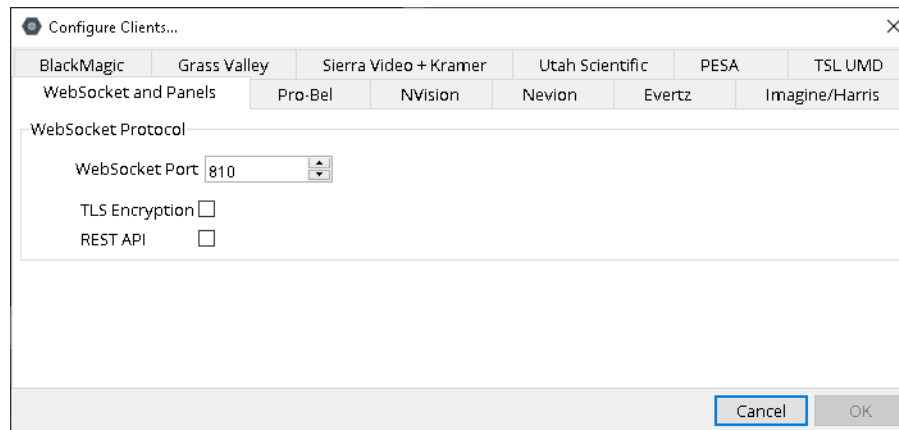 Configure Clients...
BlackMagic Grass Valley Sierra Video + Kramer Utah Scientific PESA TSL UMD
WebSocket and Panels Pro-Bel NVision Nevion Evertz Imagine/Harris
WebSocket Protocol
WebSocket Port 810
TLS Encryption
REST API
Cancel OK